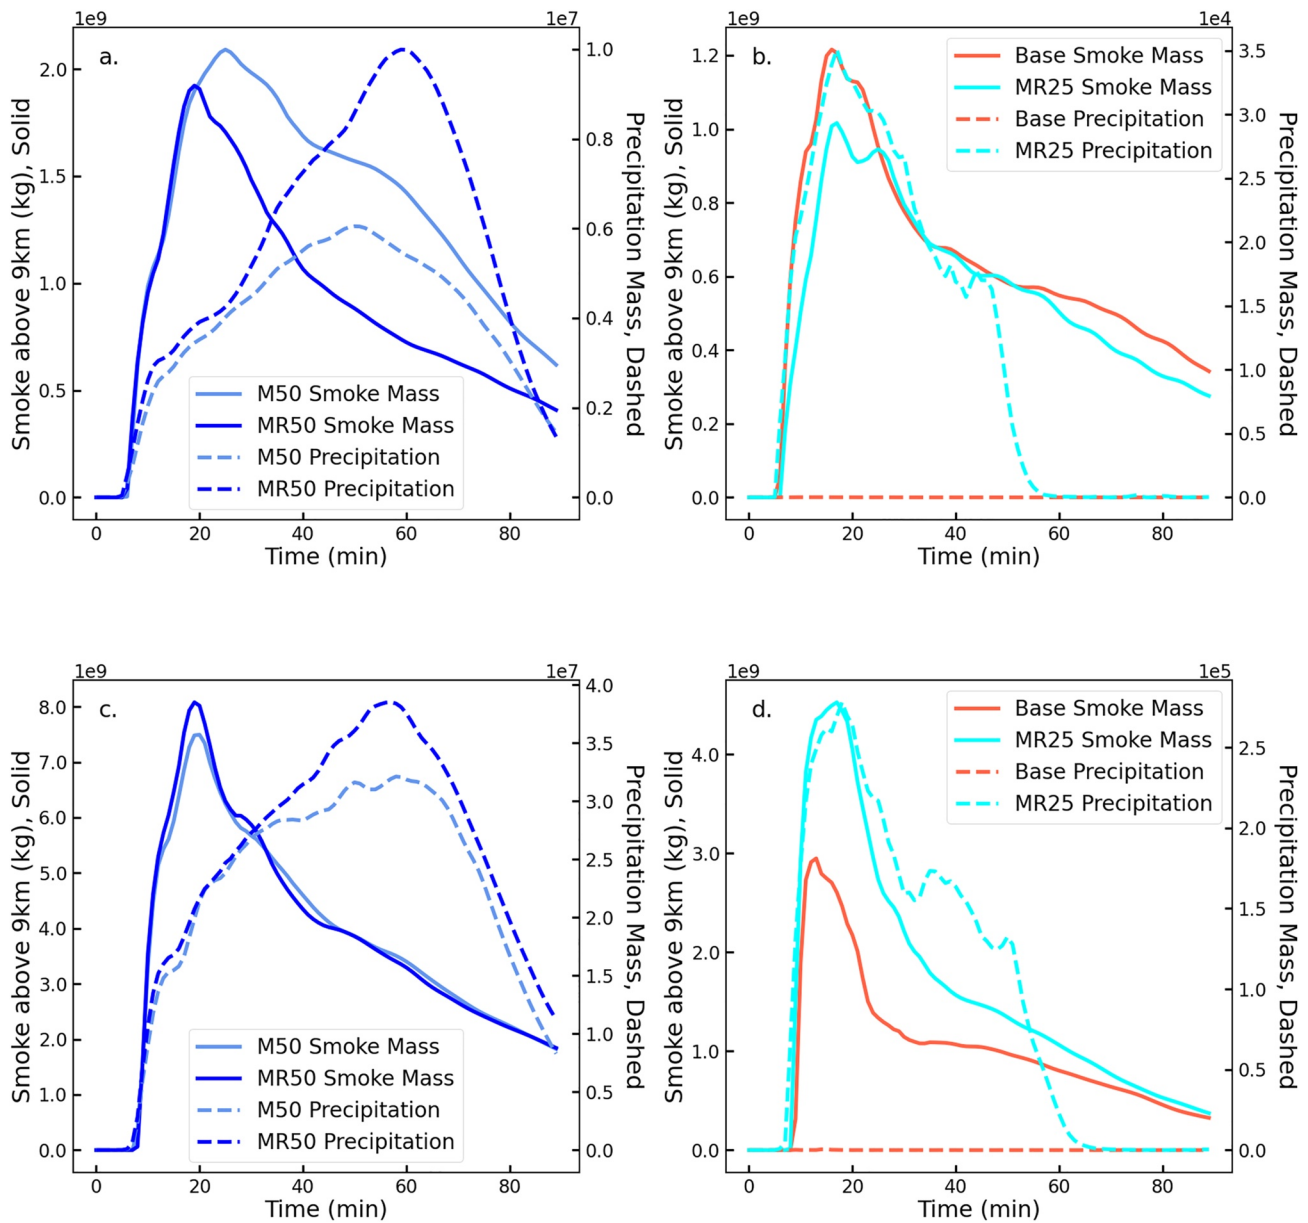 1e9
1e7
a.
2.0
1.5
1.0
0.5
0.0
1.0
0.8
0.6
0.4
0.2
0.0
Smoke above 9km (kg), Solid
Precipitation Mass, Dashed
M50 Smoke Mass
MR50 Smoke Mass
M50 Precipitation
MR50 Precipitation
0 20 40 60 80
Time (min)
1e9
1e4
b.
1.2
1.0
0.8
0.6
0.4
0.2
0.0
3.5
3.0
2.5
2.0
1.5
1.0
0.5
0.0
Smoke above 9km (kg), Solid
Precipitation Mass, Dashed
Base Smoke Mass
MR25 Smoke Mass
Base Precipitation
MR25 Precipitation
0 20 40 60 80
Time (min)
1e9
1e7
c.
8.0
7.0
6.0
5.0
4.0
3.0
2.0
1.0
0.0
4.0
3.5
3.0
2.5
2.0
1.5
1.0
0.5
0.0
Smoke above 9km (kg), Solid
Precipitation Mass, Dashed
M50 Smoke Mass
MR50 Smoke Mass
M50 Precipitation
MR50 Precipitation
0 20 40 60 80
Time (min)
1e9
1e5
d.
4.0
3.0
2.0
1.0
0.0
2.5
2.0
1.5
1.0
0.5
0.0
Smoke above 9km (kg), Solid
Precipitation Mass, Dashed
Base Smoke Mass
MR25 Smoke Mass
Base Precipitation
MR25 Precipitation
0 20 40 60 80
Time (min)